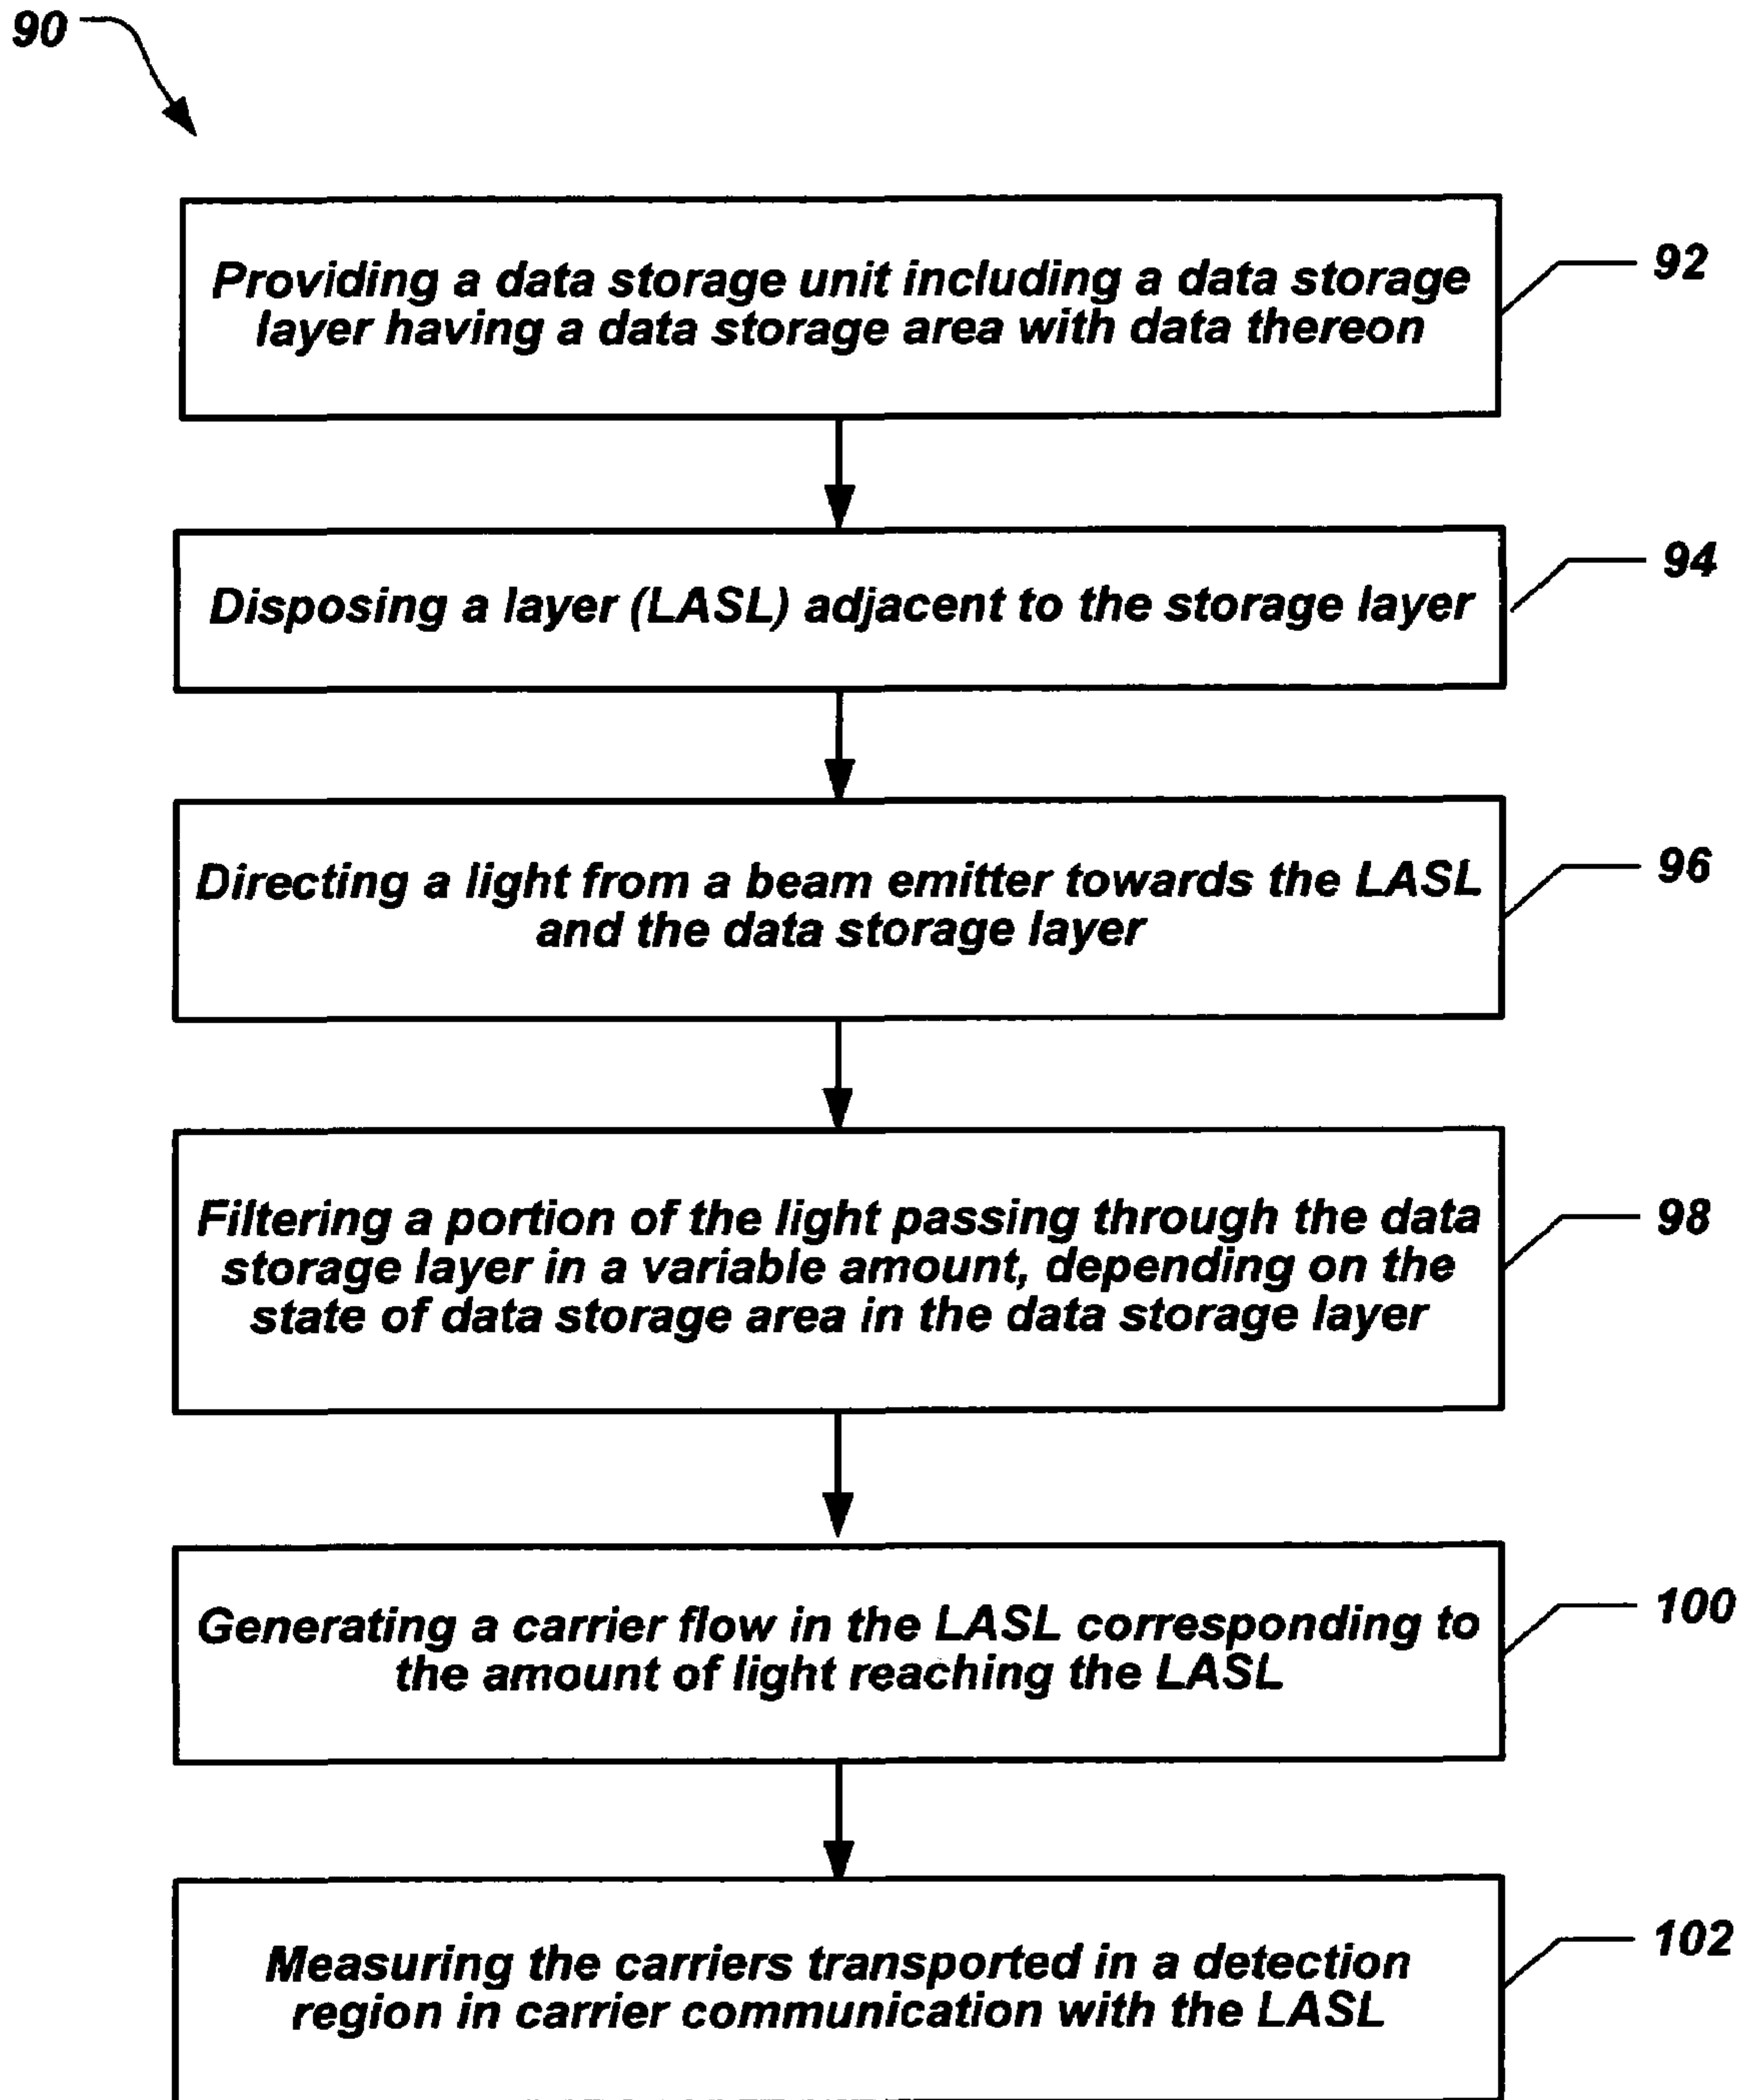 90
Providing a data storage unit including a data storage
layer having a data storage area with data thereon
92
Disposing a layer (LASL) adjacent to the storage layer
94
Directing a light from a beam emitter towards the LASL
and the data storage layer
96
Filtering a portion of the light passing through the data
storage layer in a variable amount, depending on the
state of data storage area in the data storage layer
98
Generating a carrier flow in the LASL corresponding to
the amount of light reaching the LASL
100
Measuring the carriers transported in a detection
region in carrier communication with the LASL
102